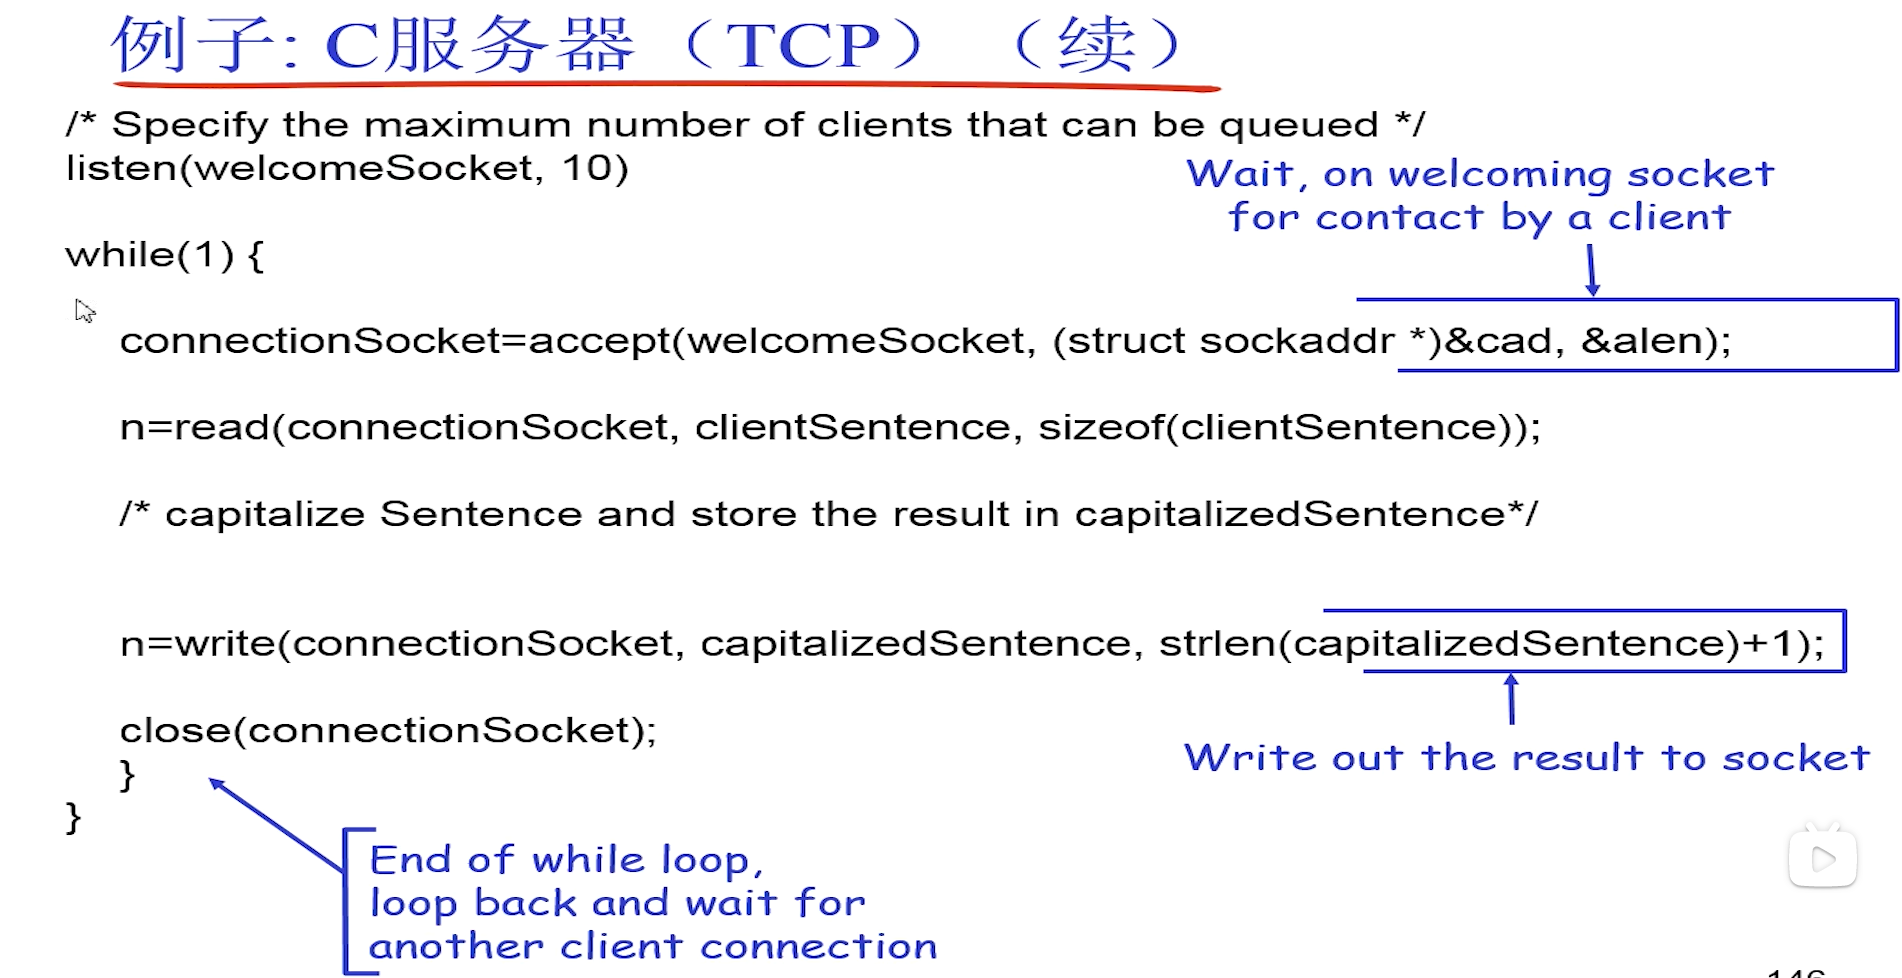 例子: C服务器（TCP）（续）
/* Specify the maximum number of clients that can be queued */
listen(welcomeSocket, 10)
Wait, on welcoming socket
for contact by a client
while(1) {
connectionSocket=accept(welcomeSocket, (struct sockaddr *)&cad, &alen);
n=read(connectionSocket, clientSentence, sizeof(clientSentence));
/* capitalize Sentence and store the result in capitalizedSentence*/
n=write(connectionSocket, capitalizedSentence, strlen(capitalizedSentence)+1);
close(connectionSocket);
Write out the result to socket
}
}
End of while loop,
loop back and wait for
another client connection